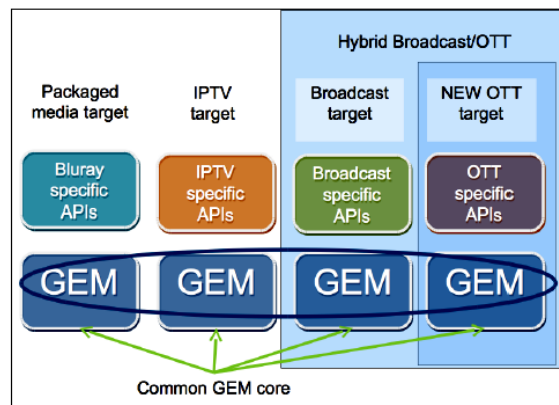 Hybrid Broadcast/OTT
Packaged
media target
IPTV
target
Broadcast
target
NEW OTT
target
Bluray
specific
APIs
IPTV
specific
APIs
Broadcast
specific
APIs
OTT
specific
APIs
GEM
GEM
GEM
GEM
Common GEM core